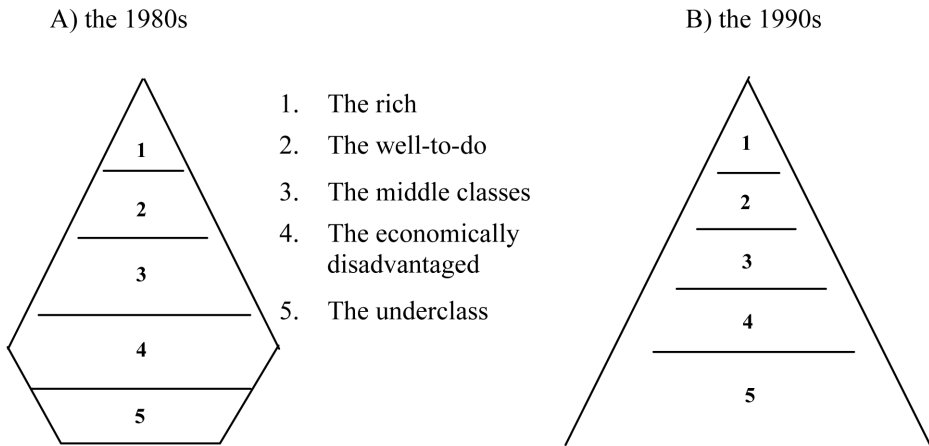 A) the 1980s
B) the 1990s
1
2
3
4
5
1. The rich
2. The well-to-do
3. The middle classes
4. The economically
disadvantaged
5. The underclass
1
2
3
4
5